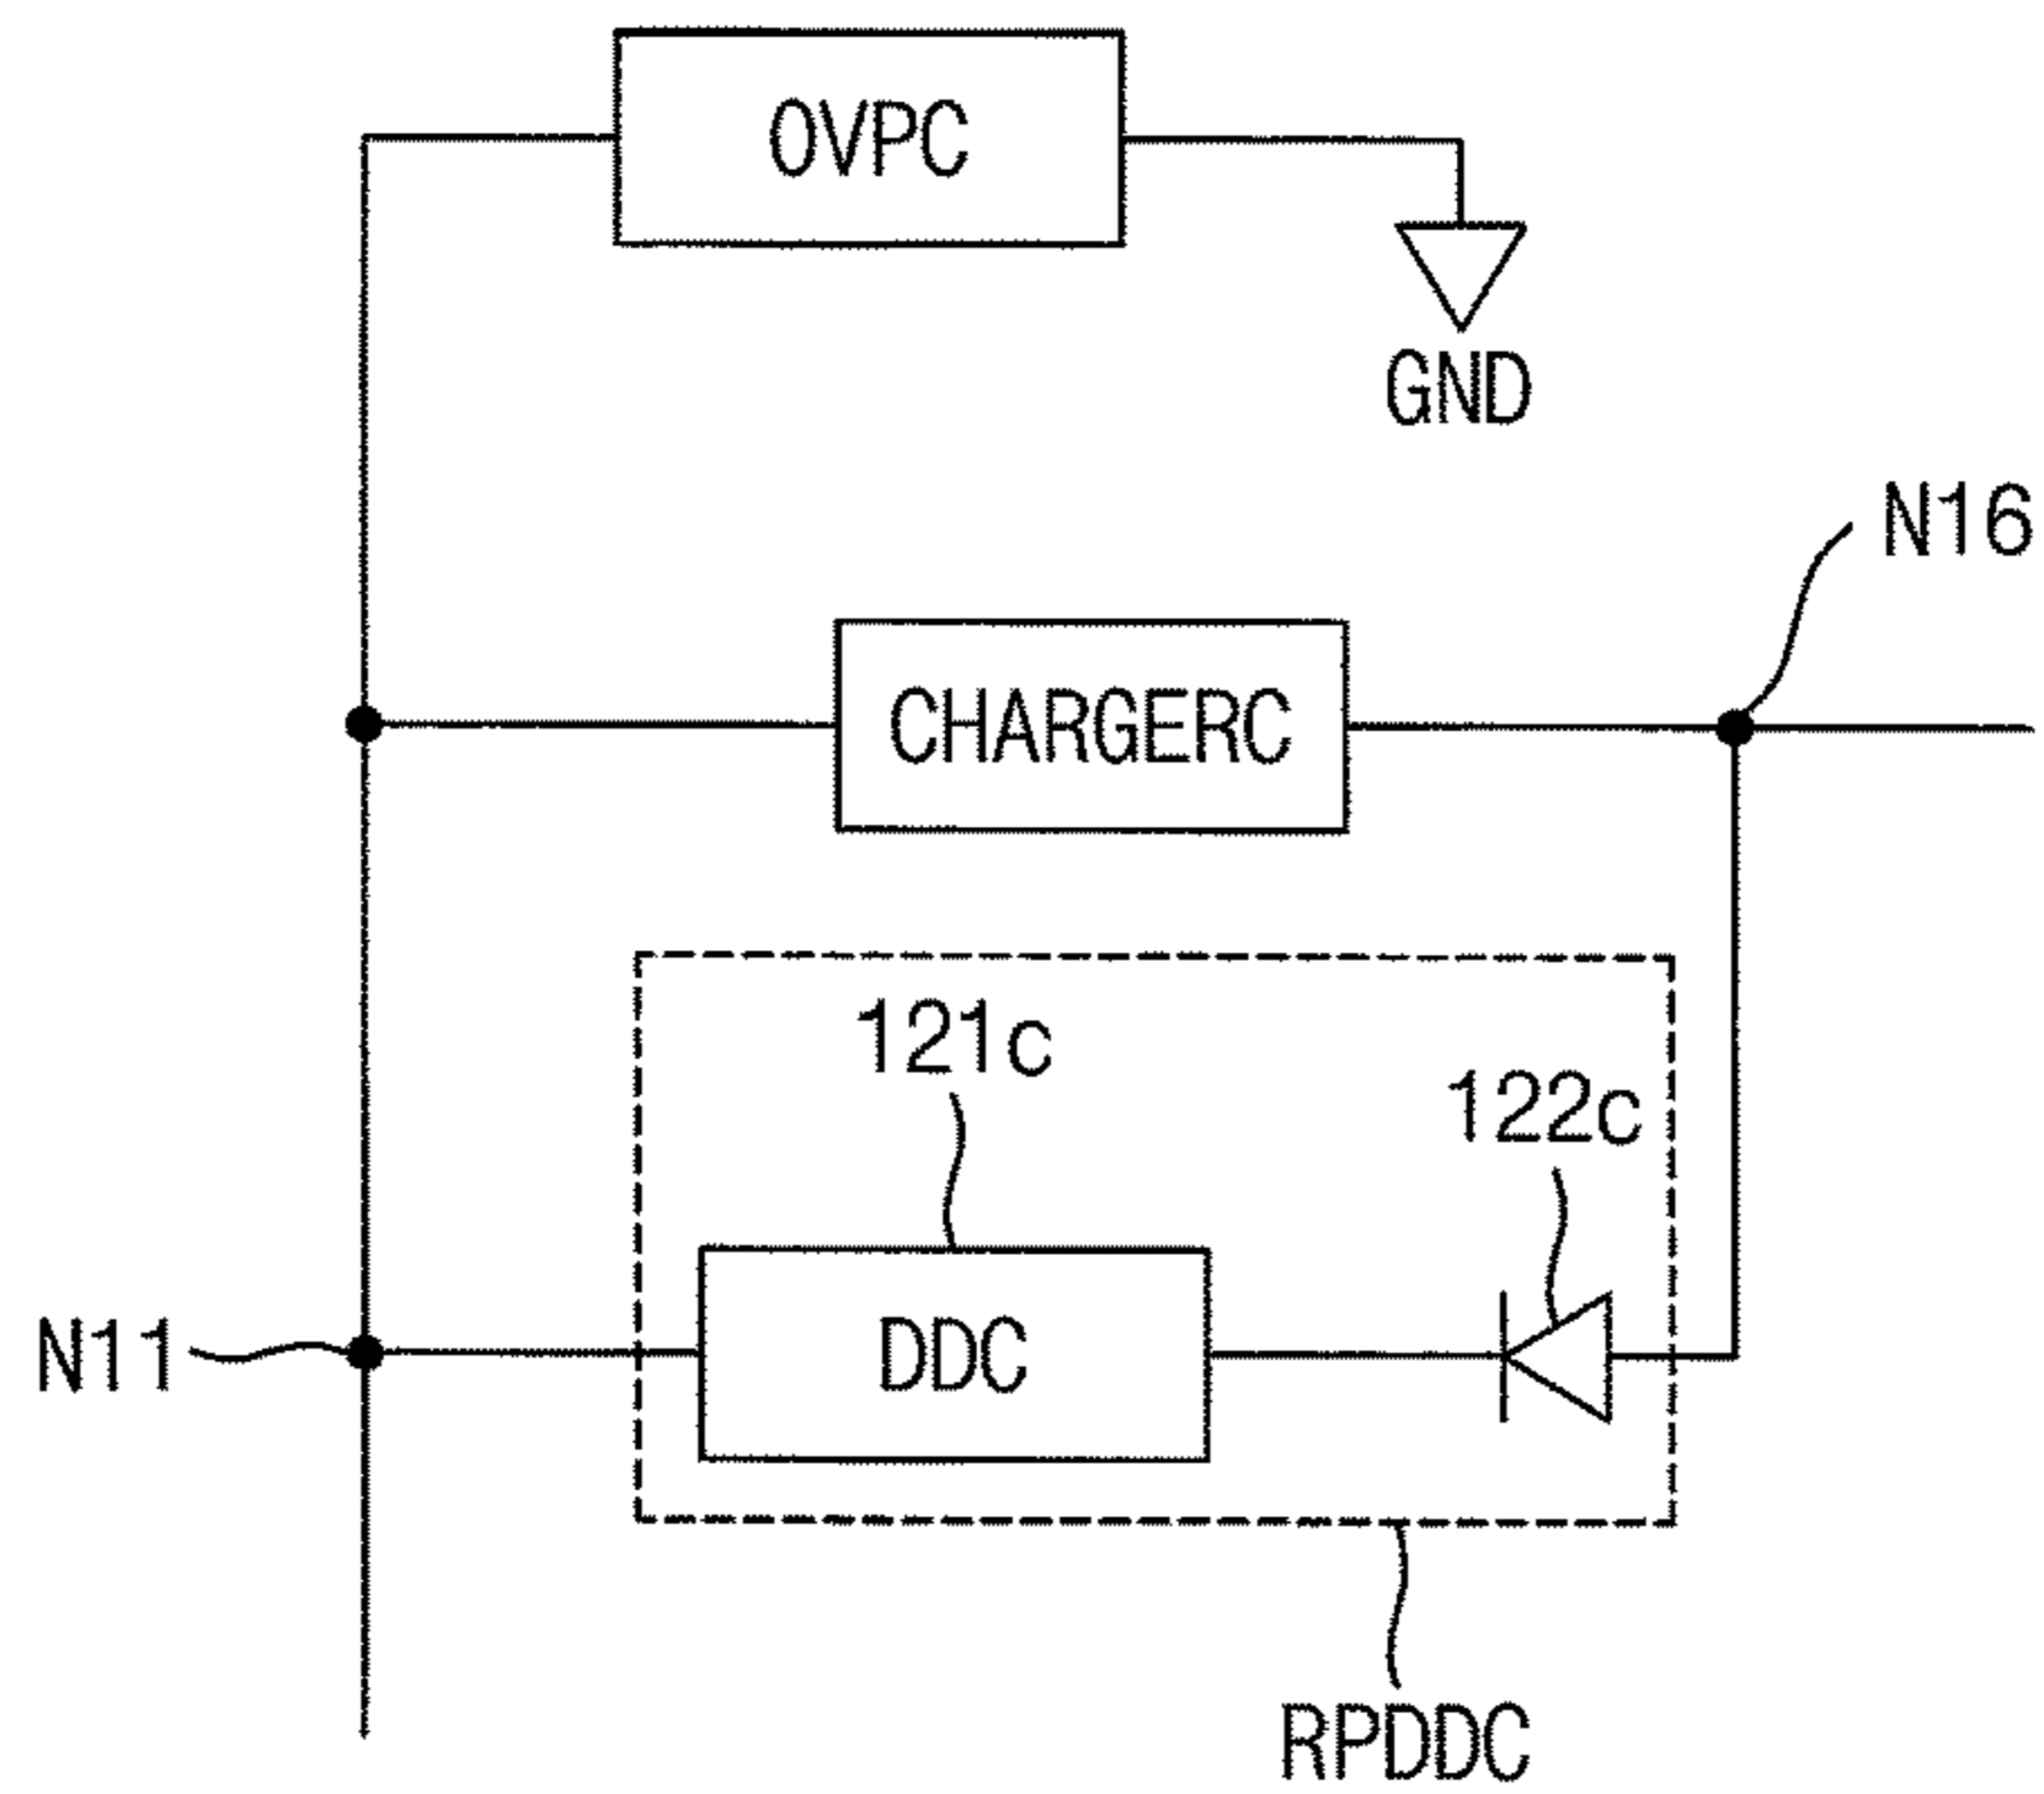 OVPC
GND
N16
CHARGERC
121c
122c
N11
DDC
RPDDC